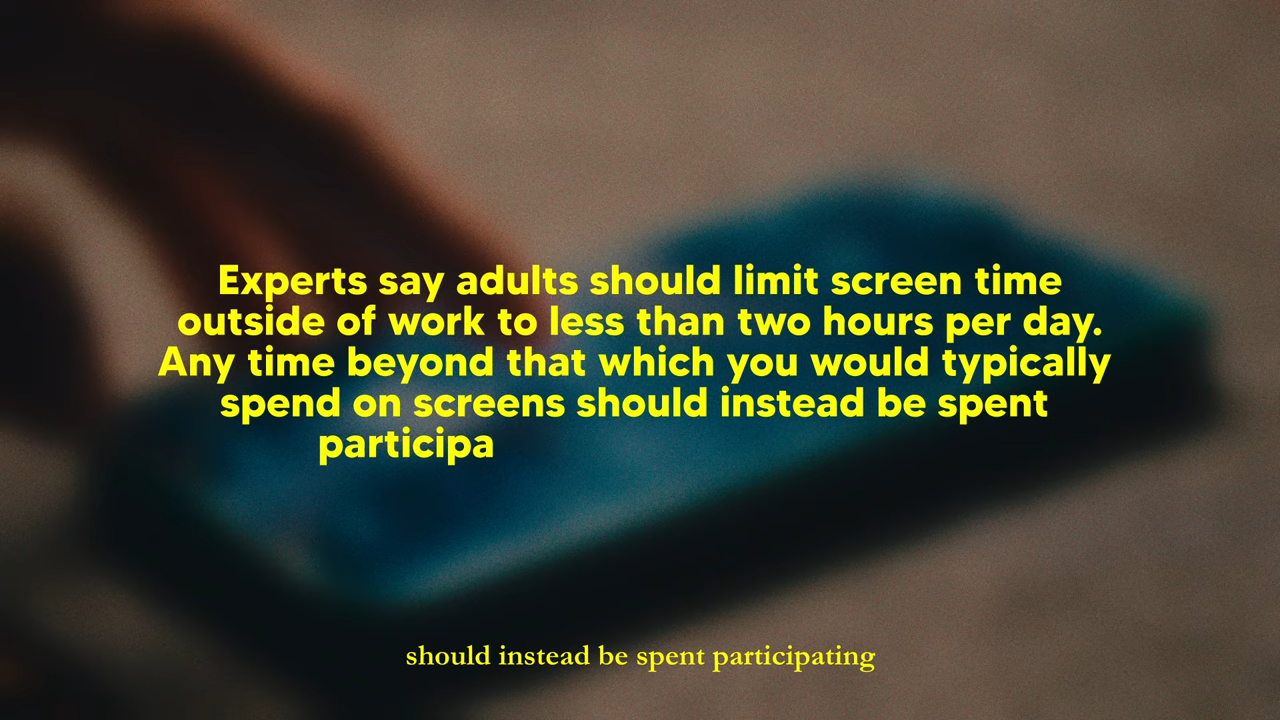 Experts say adults should limit screen time
outside of work to less than two hours per day.
Any time beyond that which you would typically
spend on screens should instead be spent
participa
should instead be spent participating